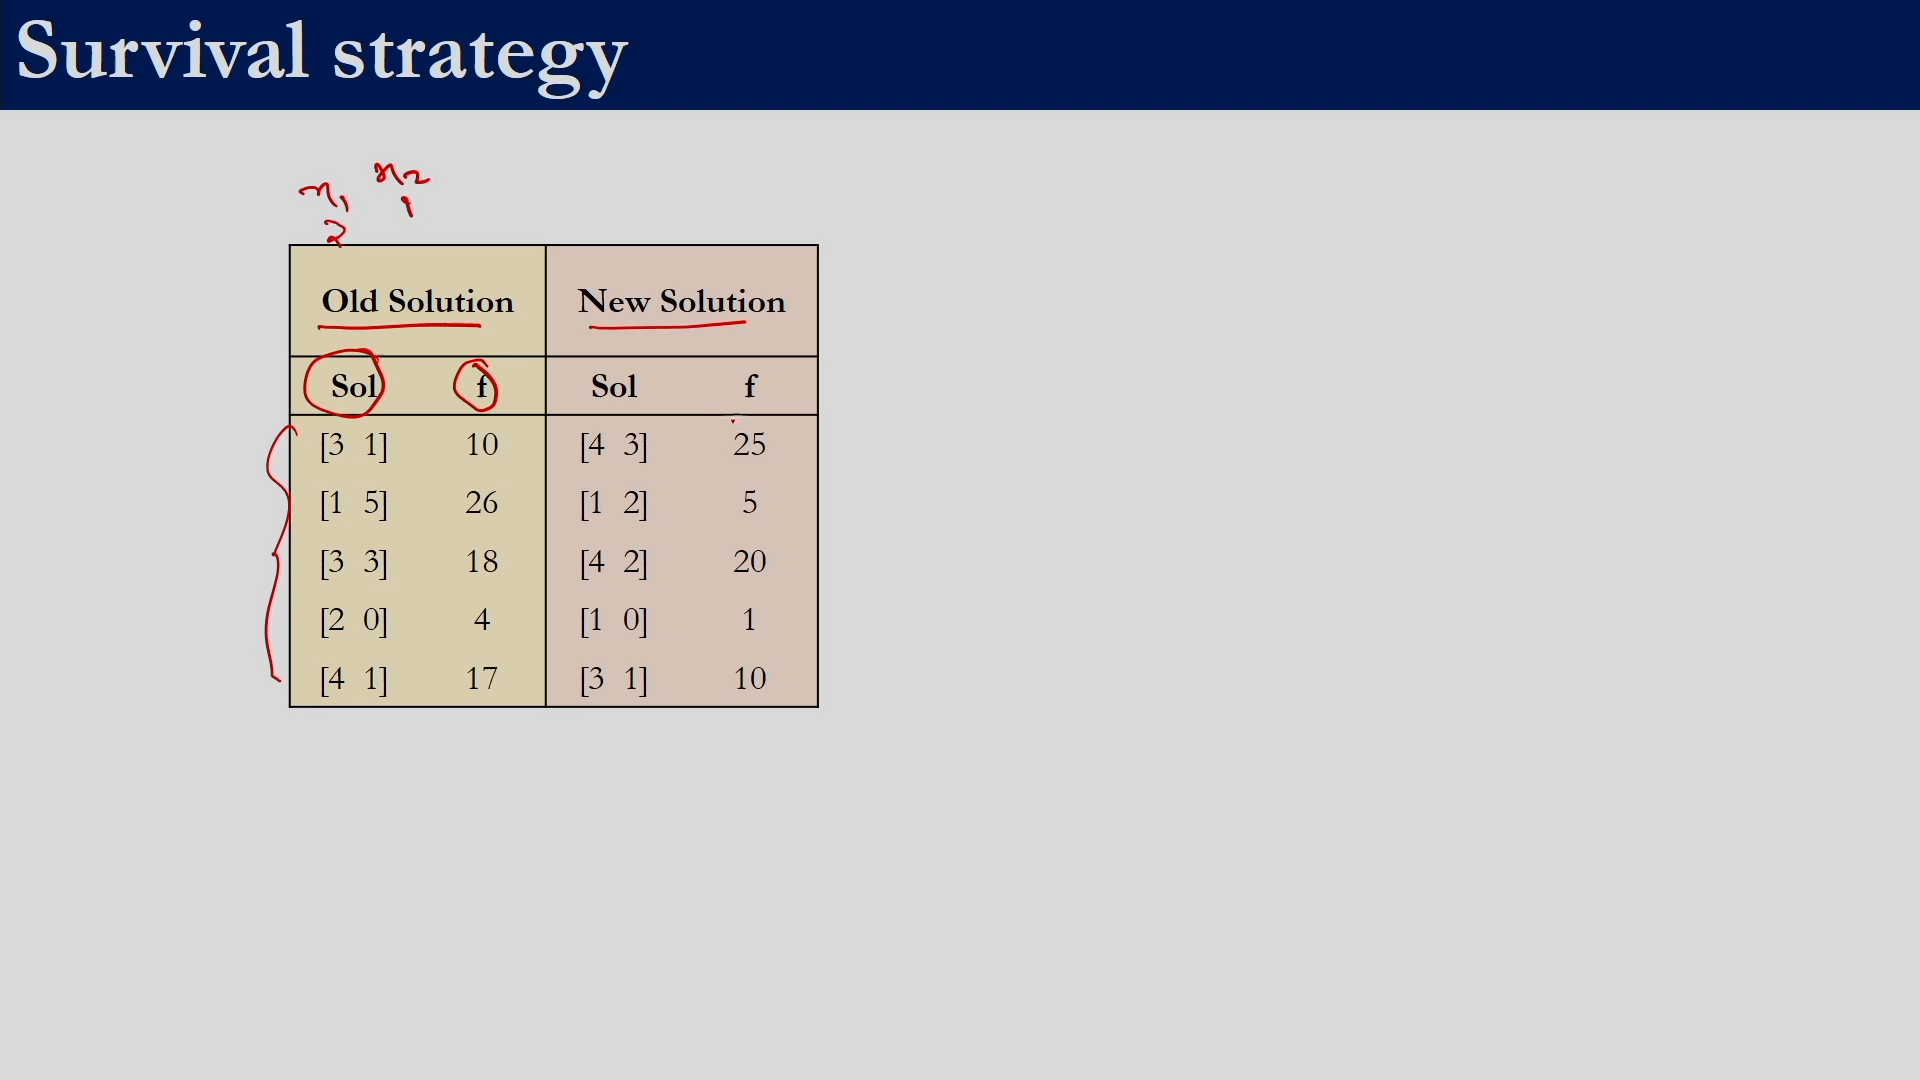 Survival strategy
x1 x2
2 1
Old Solution New Solution
Sol f Sol f
[3 1] 10 [4 3] 25
[1 5] 26 [1 2] 5
[3 3] 18 [4 2] 20
[2 0] 4 [1 0] 1
[4 1] 17 [3 1] 10